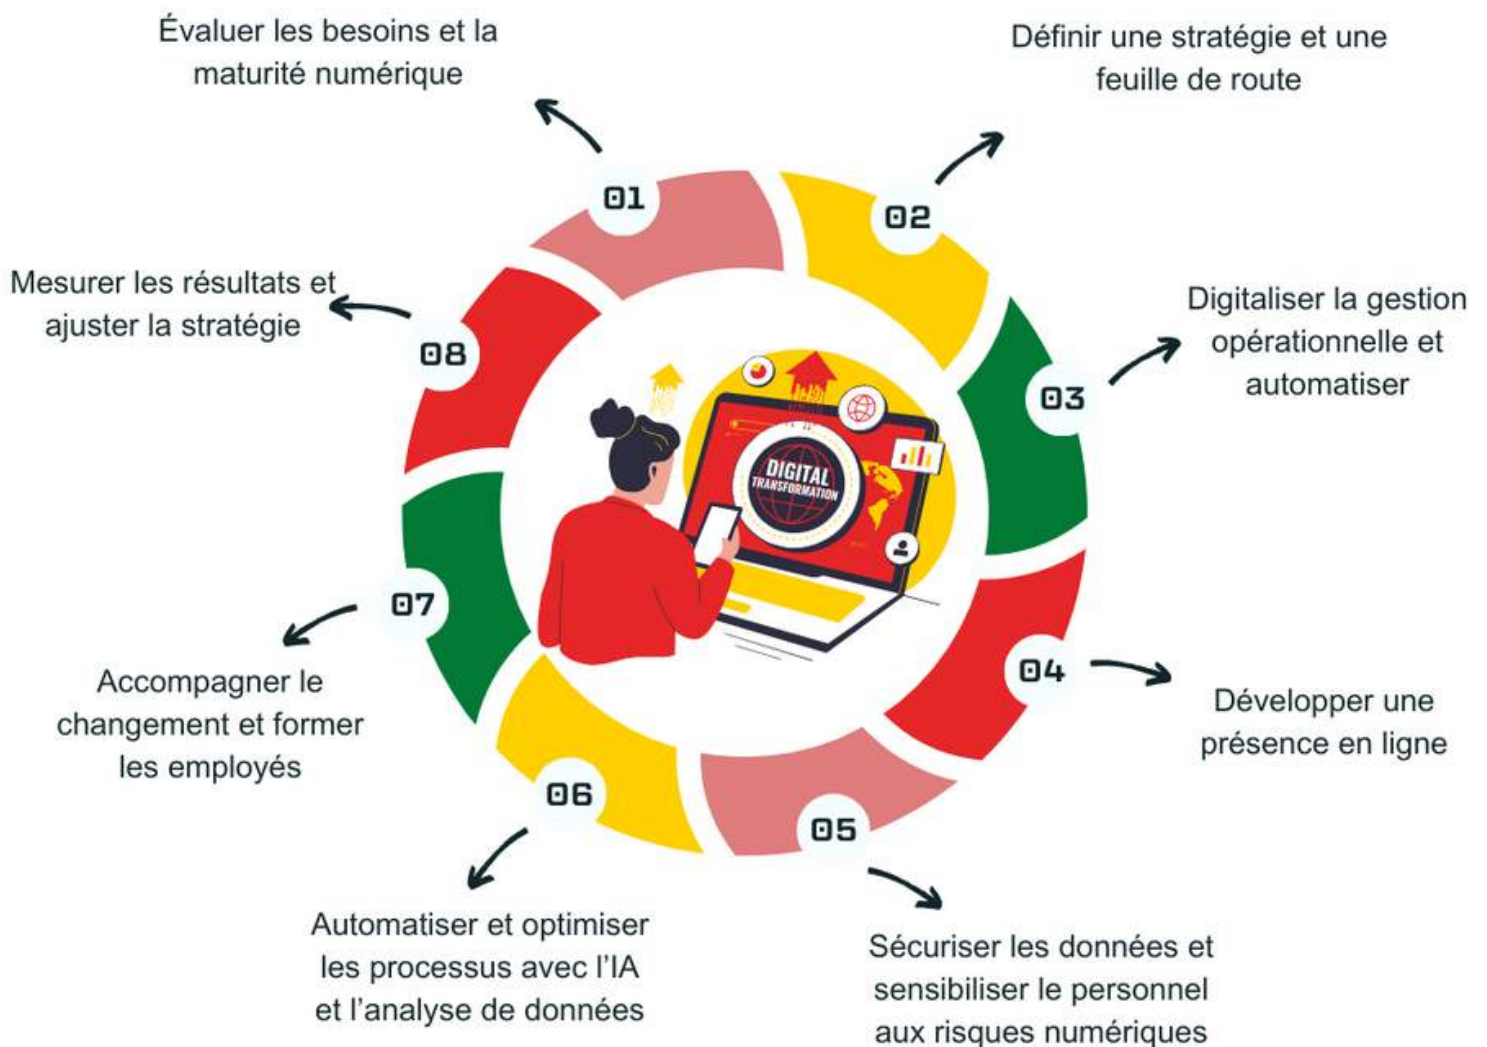 Évaluer les besoins et la
maturité numérique
01
Définir une stratégie et une
feuille de route
02
Digitaliser la gestion
opérationnelle et
automatiser
03
Développer une
présence en ligne
04
Sécuriser les données et
sensibiliser le personnel
aux risques numériques
05
Automatiser et optimiser
les processus avec l’IA
et l’analyse de données
06
Accompagner le
changement et former
les employés
07
Mesurer les résultats et
ajuster la stratégie
08
DIGITAL
TRANSFORMATION